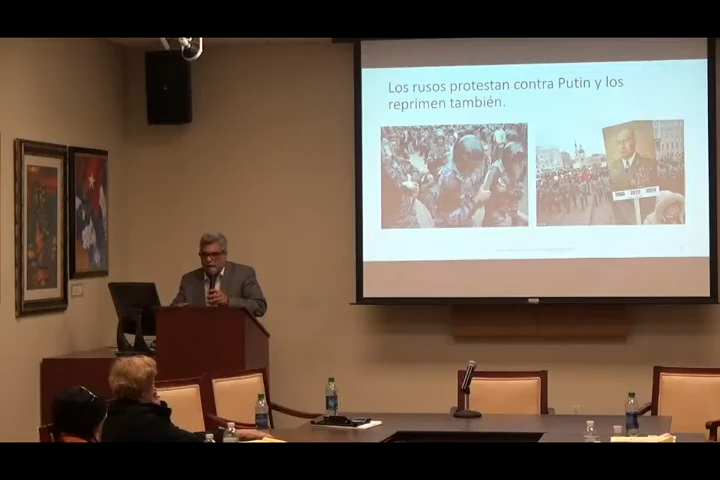 Los rusos protestan contra Putin y los
reprimen también.